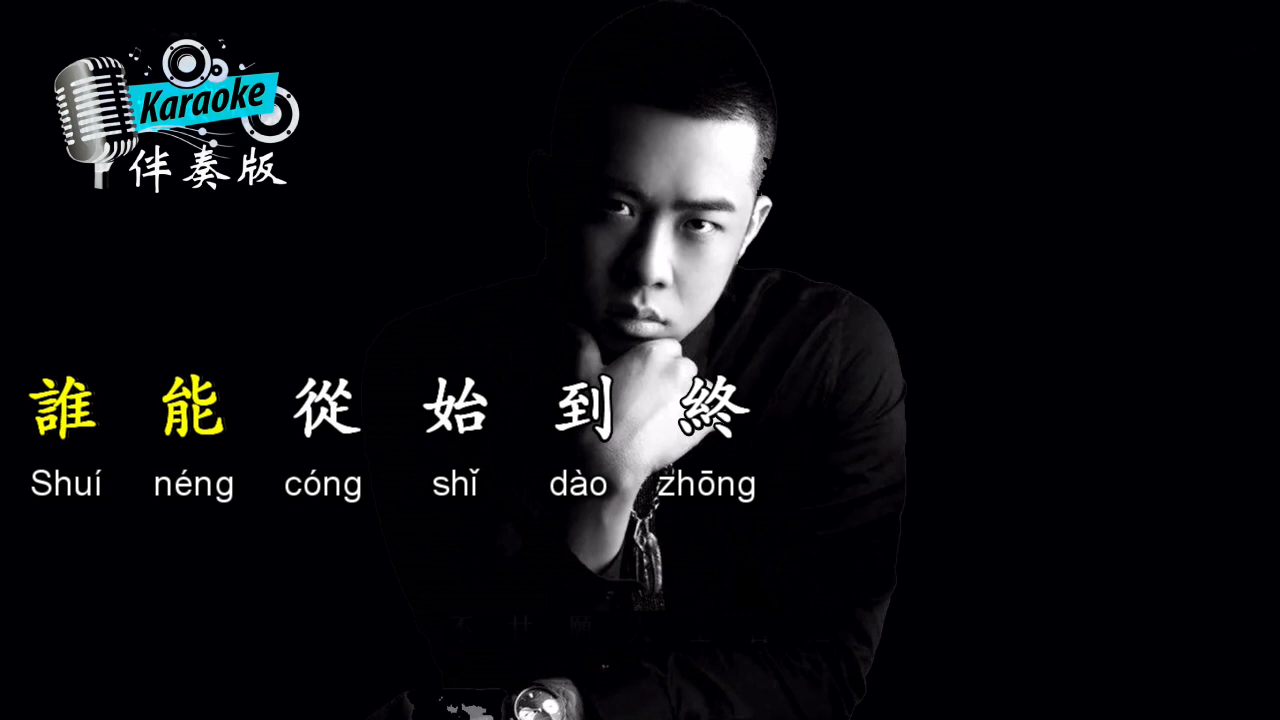 Karaoke
伴奏版
誰 能 從 始 到 終
Shuí néng cóng shǐ dào zhōng